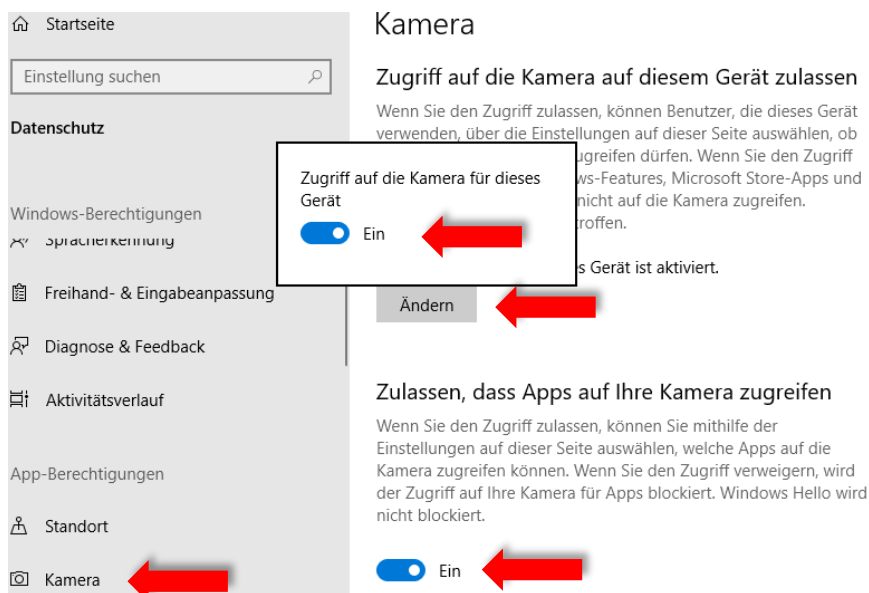 Startseite
Einstellung suchen
Datenschutz
Windows-Berechtigungen
Spracherkennung
Freihand- & Eingabeanpassung
Diagnose & Feedback
Aktivitätsverlauf
App-Berechtigungen
Standort
Kamera
Kamera
Zugriff auf die Kamera auf diesem Gerät zulassen
Wenn Sie den Zugriff zulassen, können Benutzer, die dieses Gerät
verwenden, über die Einstellungen auf dieser Seite auswählen, ob
ugreifen dürfen. Wenn Sie den Zugriff
ws-Features, Microsoft Store-Apps und
nicht auf die Kamera zugreifen.
roffen.
s Gerät ist aktiviert.
Zugriff auf die Kamera für dieses
Gerät
Ein
Ändern
Zulassen, dass Apps auf Ihre Kamera zugreifen
Wenn Sie den Zugriff zulassen, können Sie mithilfe der
Einstellungen auf dieser Seite auswählen, welche Apps auf die
Kamera zugreifen können. Wenn Sie den Zugriff verweigern, wird
der Zugriff auf Ihre Kamera für Apps blockiert. Windows Hello wird
nicht blockiert.
Ein